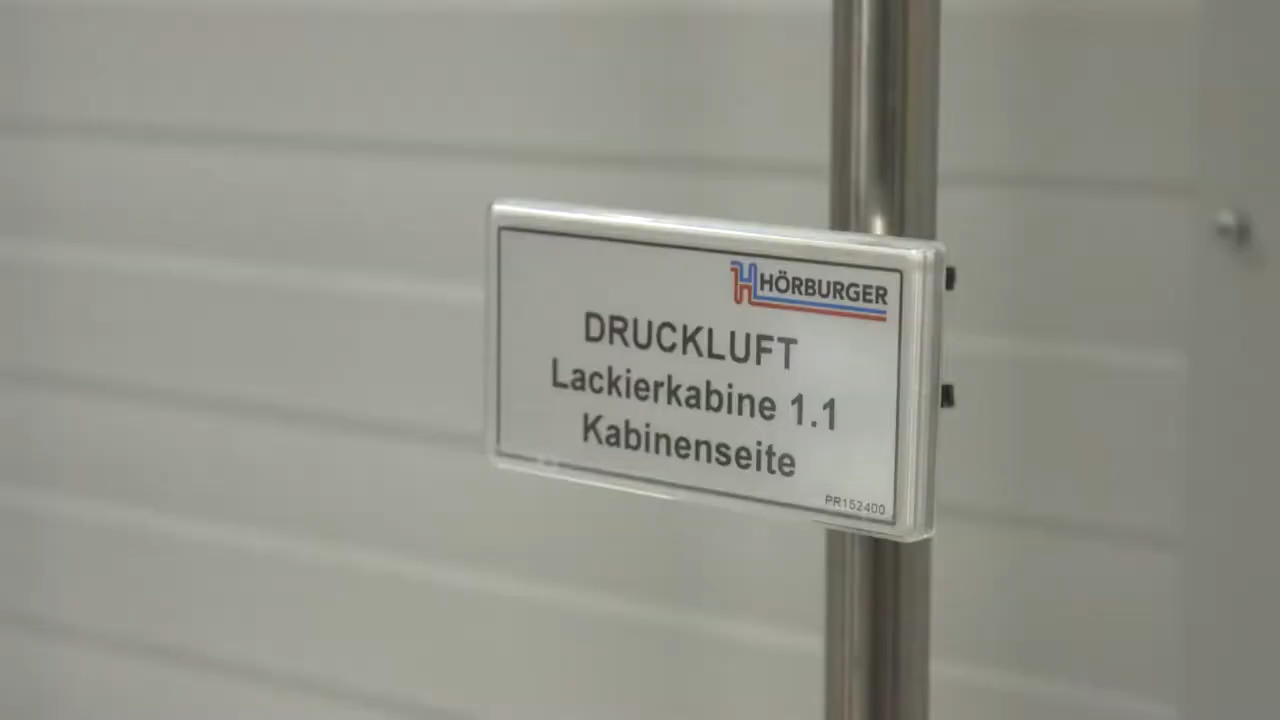 HÖRBURGER
DRUCKLUFT
Lackierkabine 1.1
Kabinenseite
PR152400